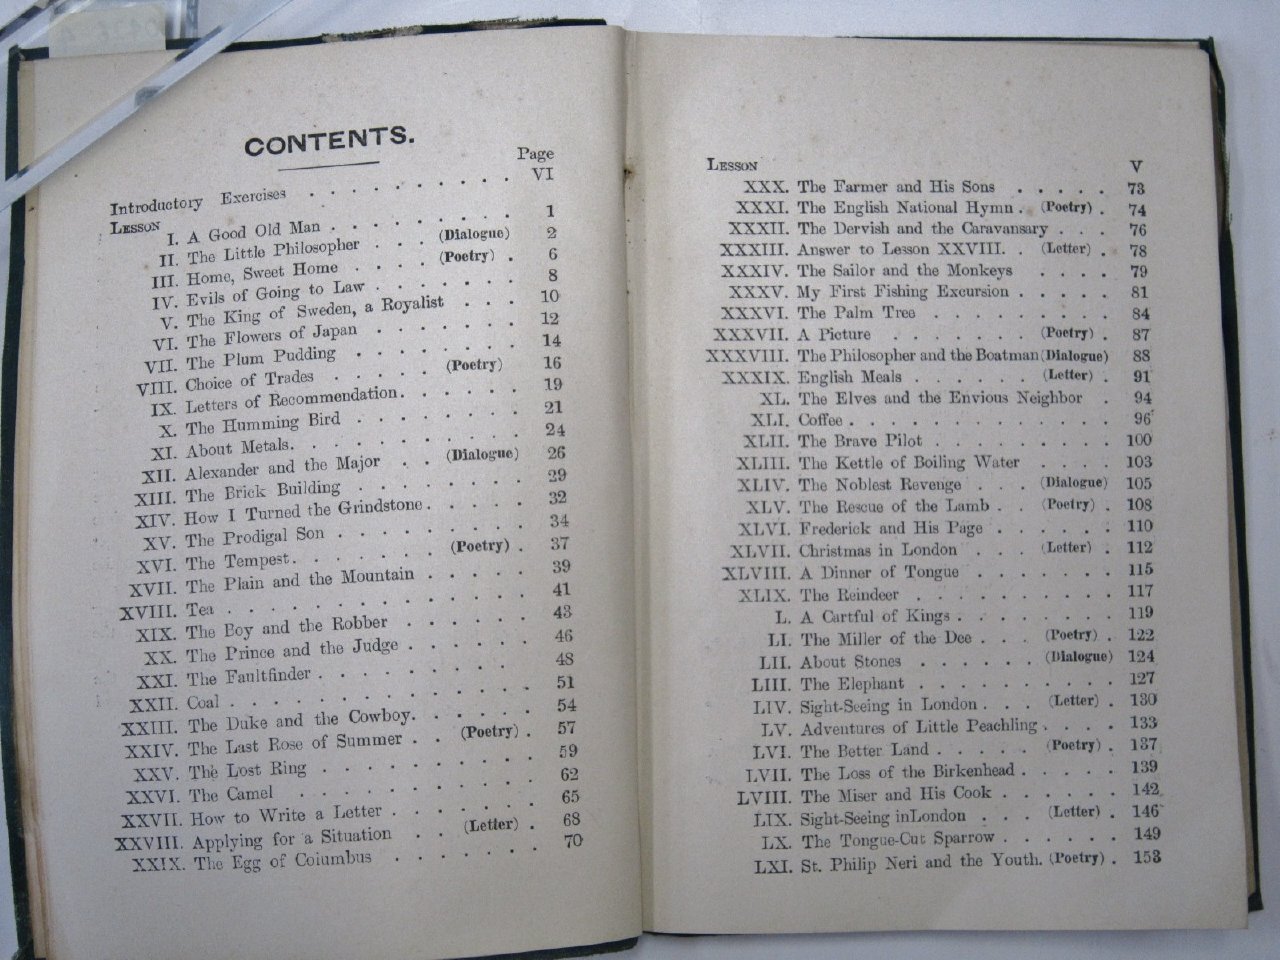 CONTENTS.
Page
Introductory Exercises . . . . . . . . . . VI
LESSON
I. A Good Old Man . . . . . . . . 1
II. The Little Philosopher . . . (Dialogue) 2
III. Home, Sweet Home . . . . (Poetry) . 6
IV. Evils of Going to Law . . . . . . . 8
V. The King of Sweden, a Royalist . . . 10
VI. The Flowers of Japan . . . . . . . 12
VII. The Plum Pudding . . . . . . . . 14
VIII. Choice of Trades . . . . . (Poetry) 16
IX. Letters of Recommendation. . . . . . 19
X. The Humming Bird . . . . . . . . 21
XI. About Metals. . . . . . . . . . . 24
XII. Alexander and the Major . . (Dialogue) 26
XIII. The Brick Building . . . . . . . . 29
XIV. How I Turned the Grindstone. . . . . 32
XV. The Prodigal Son . . . . . . . . . 34
XVI. The Tempest. . . . . . . (Poetry) . 37
XVII. The Plain and the Mountain . . . . . 39
XVIII. Tea . . . . . . . . . . . . . . 41
XIX. The Boy and the Robber . . . . . . 43
XX. The Prince and the Judge . . . . . . 46
XXI. The Faultfinder . . . . . . . . . . 48
XXII. Coal . . . . . . . . . . . . . . 51
XXIII. The Duke and the Cowboy. . . . . . 54
XXIV. The Last Rose of Summer . . (Poetry) . 57
XXV. The Lost Ring . . . . . . . . . . 59
XXVI. The Camel . . . . . . . . . . . 62
XXVII. How to Write a Letter . . . . . . . 65
XXVIII. Applying for a Situation . . (Letter) . 68
XXIX. The Egg of Columbus . . . . . . . 70
LESSON V
XXX. The Farmer and His Sons . . . . . 73
XXXI. The English National Hymn . (Poetry) . 74
XXXII. The Dervish and the Caravansary . . . 76
XXXIII. Answer to Lesson XXVIII. . (Letter) . 78
XXXIV. The Sailor and the Monkeys . . . . 79
XXXV. My First Fishing Excursion . . . . . 81
XXXVI. The Palm Tree . . . . . . . . . 84
XXXVII. A Picture . . . . . . . (Poetry) . 87
XXXVIII. The Philosopher and the Boatman (Dialogue) 88
XXXIX. English Meals . . . . . . (Letter) . 91
XL. The Elves and the Envious Neighbor . 94
XLI. Coffee . . . . . . . . . . . . . 96
XLII. The Brave Pilot . . . . . . . . . 100
XLIII. The Kettle of Boiling Water . . . . 103
XLIV. The Noblest Revenge . . . (Dialogue) 105
XLV. The Rescue of the Lamb . . (Poetry) . 108
XLVI. Frederick and His Page . . . . . . 110
XLVII. Christmas in London . . . (Letter) . 112
XLVIII. A Dinner of Tongue . . . . . . . 115
XLIX. The Reindeer . . . . . . . . . . 117
L. A Cartful of Kings . . . . . . . . 119
LI. The Miller of the Dee . . . (Poetry) . 122
LII. About Stones . . . . . . (Dialogue) 124
LIII. The Elephant . . . . . . . . . . 127
LIV. Sight-Seeing in London . . . (Letter) . 130
LV. Adventures of Little Peachling . . . . 133
LVI. The Better Land . . . . . (Poetry) . 137
LVII. The Loss of the Birkenhead . . . . . 139
LVIII. The Miser and His Cook . . . . . . 142
LIX. Sight-Seeing inLondon . . . (Letter) . 146
LX. The Tongue-Cut Sparrow . . . . . . 149
LXI. St. Philip Neri and the Youth. (Poetry) . 153